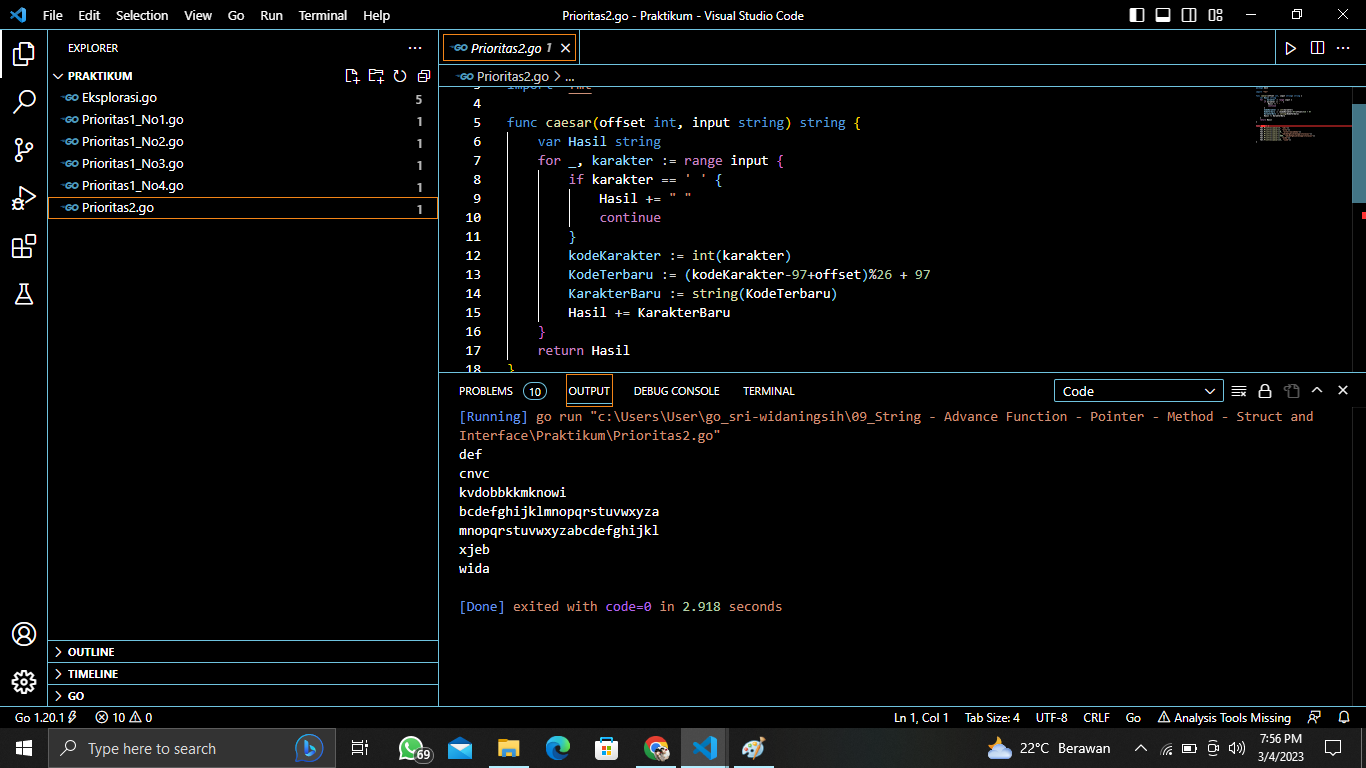 File Edit Selection View Go Run Terminal Help
Prioritas2.go - Praktikum - Visual Studio Code
EXPLORER
PRAKTIKUM
Eksplorasi.go 5
Prioritas1_No1.go 1
Prioritas1_No2.go 1
Prioritas1_No3.go 1
Prioritas1_No4.go 1
Prioritas2.go 1
OUTLINE
TIMELINE
GO
Prioritas2.go 1
Prioritas2.go > ...
4
5 func caesar(offset int, input string) string {
6 var Hasil string
7 for _, karakter := range input {
8 if karakter == ' ' {
9 Hasil += " "
10 continue
11 }
12 kodeKarakter := int(karakter)
13 KodeTerbaru := (kodeKarakter-97+offset)%26 + 97
14 KarakterBaru := string(KodeTerbaru)
15 Hasil += KarakterBaru
16 }
17 return Hasil
18 }
PROBLEMS 10 OUTPUT DEBUG CONSOLE TERMINAL Code
[Running] go run "c:\Users\User\go_sri-widaningsih\09_String - Advance Function - Pointer - Method - Struct and
Interface\Praktikum\Prioritas2.go"
def
cnvc
kvdobbkkmknowi
bcdefghijklmnopqrstuvwxyza
mnopqrstuvwxyzabcdefghijkl
xjeb
wida
[Done] exited with code=0 in 2.918 seconds
Go 1.20.1 10 0 Ln 1, Col 1 Tab Size: 4 UTF-8 CRLF Go Analysis Tools Missing
Type here to search 69 22°C Berawan 7:56 PM
3/4/2023